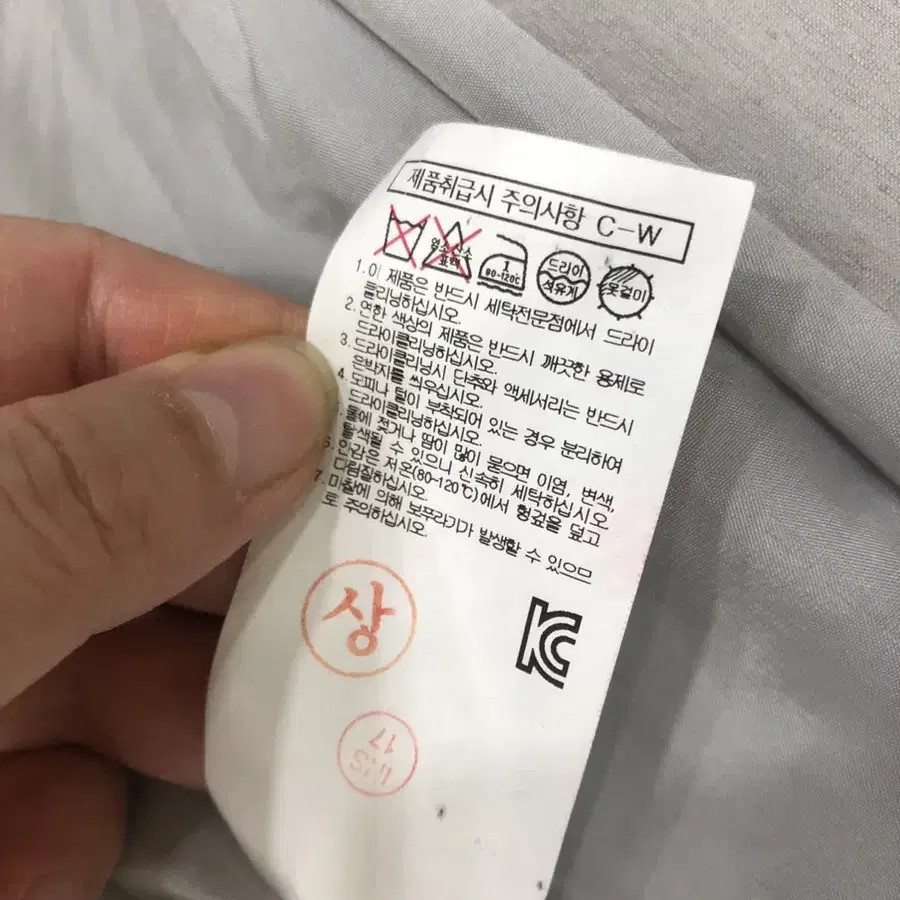 제품취급시 주의사항 C-W
염소산소
표백
1
80-120℃
드라이
석유계
옷걸이
1. 이 제품은 반드시 세탁전문점에서 드라이
클리닝하십시오.
2. 연한 색상의 제품은 반드시 깨끗한 용제로
드라이클리닝하십시오.
3. 드라이클리닝시 단추와 액세서리는 반드시
은박지를 씌우십시오.
4. 모피나 털이 부착되어 있는 경우 분리하여
드라이클리닝하십시오.
물에 젖거나 땀이 많이 묻으면 이염, 변색,
탈색될 수 있으니 신속히 세탁하십시오
6. 안감은 저온(80-120℃)에서 헝겊을 덮고
다림질하십시오.
7. 마찰에 의해 보푸라기가 발생할 수 있으므
로 주의하십시오.
상
KC
17